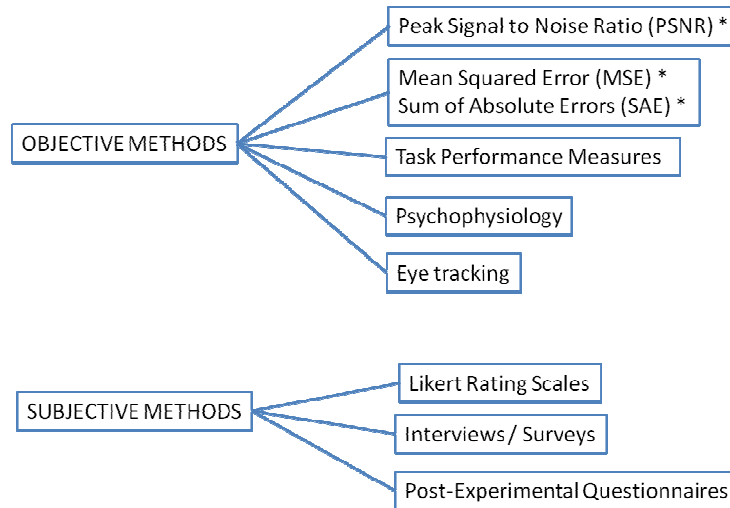 Peak Signal to Noise Ratio (PSNR) *
Mean Squared Error (MSE) *
Sum of Absolute Errors (SAE) *
OBJECTIVE METHODS
Task Performance Measures
Psychophysiology
Eye tracking
Likert Rating Scales
SUBJECTIVE METHODS
Interviews / Surveys
Post-Experimental Questionnaires